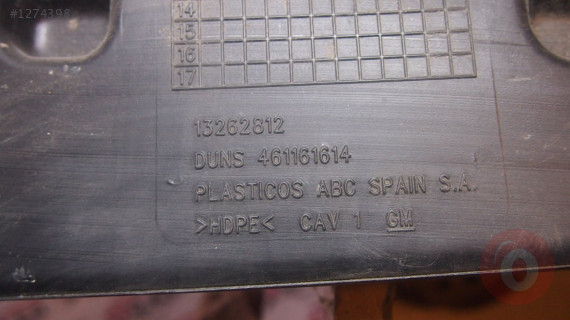 #1274398
14
15
16
17
13262812
DUNS 461161614
PLASTICOS ABC SPAIN S.A.
>HDPE< CAV 1 GM